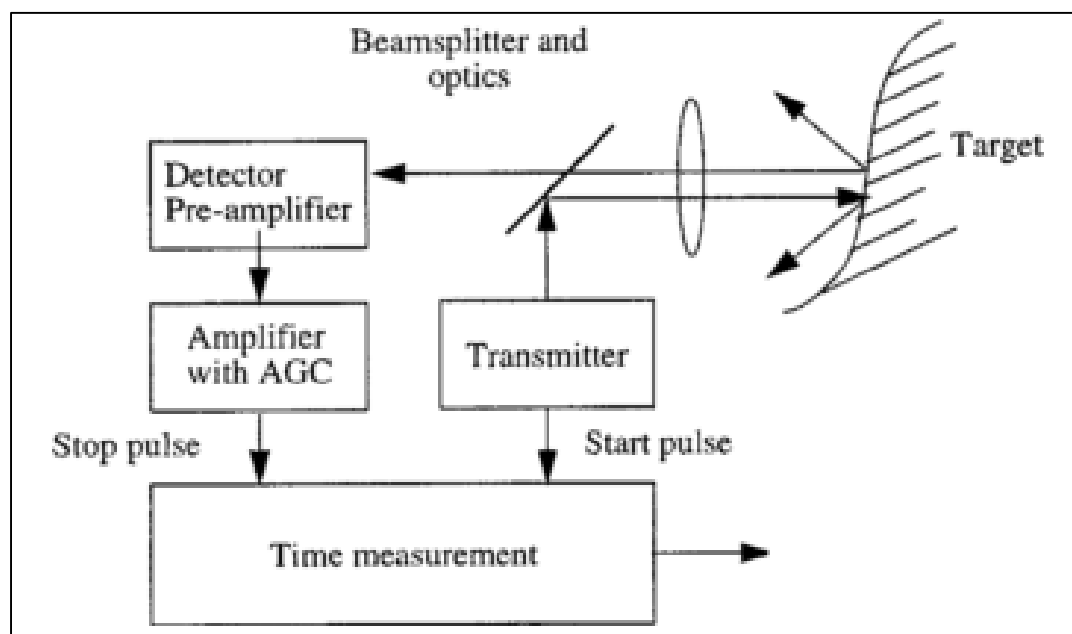 Beamsplitter and
optics
Target
Detector
Pre-amplifier
Amplifier
with AGC
Transmitter
Stop pulse
Start pulse
Time measurement